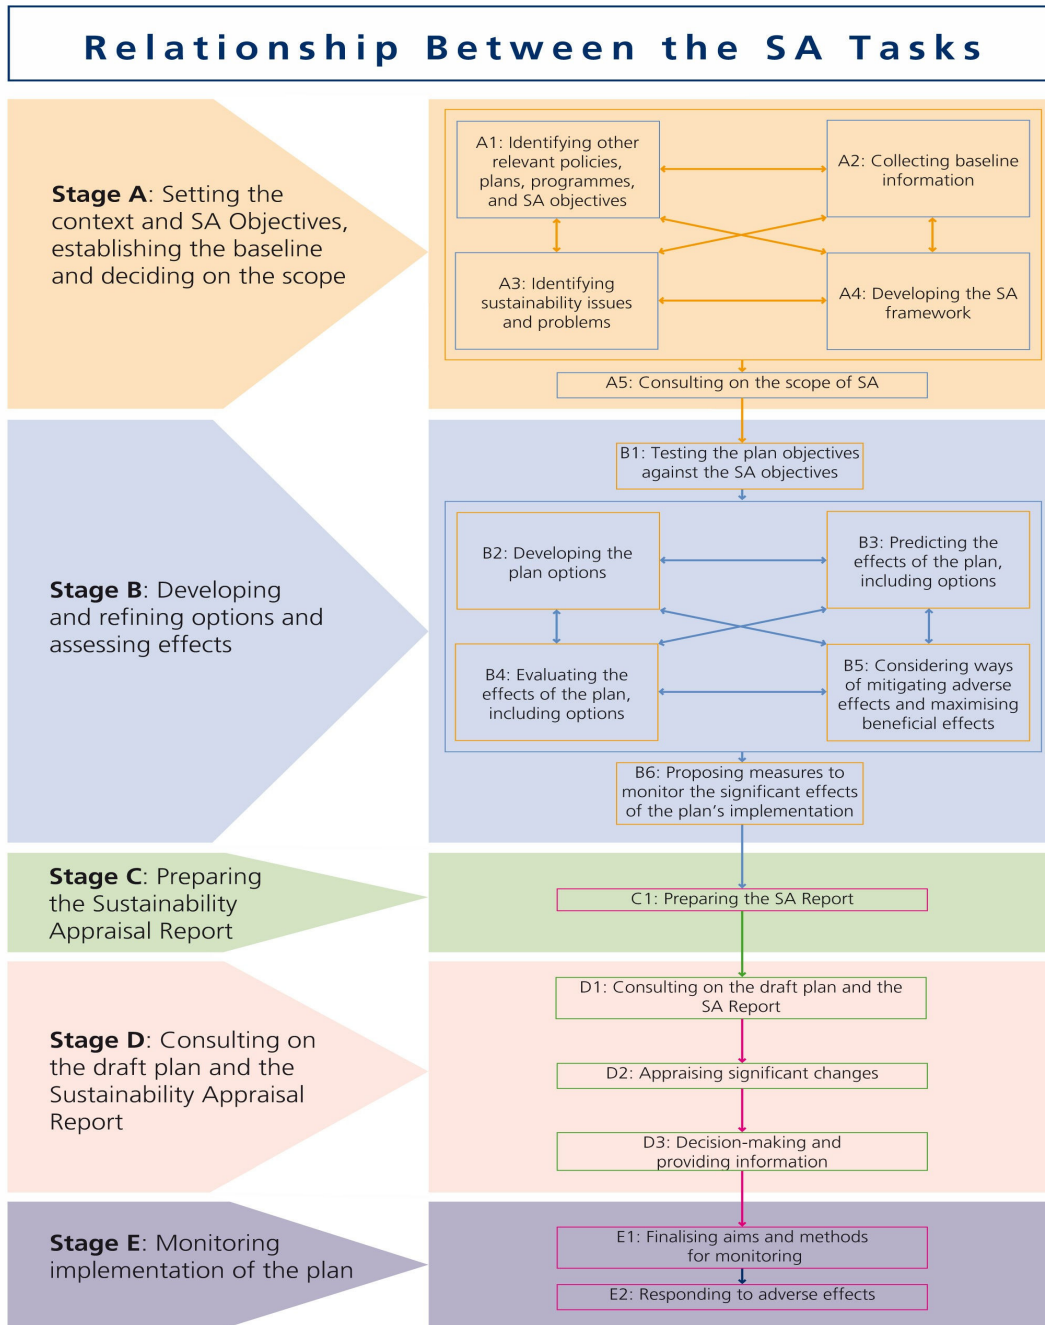 Relationship Between the SA Tasks
Stage A: Setting the
context and SA Objectives,
establishing the baseline
and deciding on the scope
A1: Identifying other
relevant policies,
plans, programmes,
and SA objectives
A2: Collecting baseline
information
A3: Identifying
sustainability issues
and problems
A4: Developing the SA
framework
A5: Consulting on the scope of SA
Stage B: Developing
and refining options and
assessing effects
B1: Testing the plan objectives
against the SA objectives
B2: Developing the
plan options
B3: Predicting the
effects of the plan,
including options
B4: Evaluating the
effects of the plan,
including options
B5: Considering ways
of mitigating adverse
effects and maximising
beneficial effects
B6: Proposing measures to
monitor the significant effects
of the plan’s implementation
Stage C: Preparing
the Sustainability
Appraisal Report
C1: Preparing the SA Report
Stage D: Consulting on
the draft plan and the
Sustainability Appraisal
Report
D1: Consulting on the draft plan and the
SA Report
D2: Appraising significant changes
D3: Decision-making and
providing information
Stage E: Monitoring
implementation of the plan
E1: Finalising aims and methods
for monitoring
E2: Responding to adverse effects